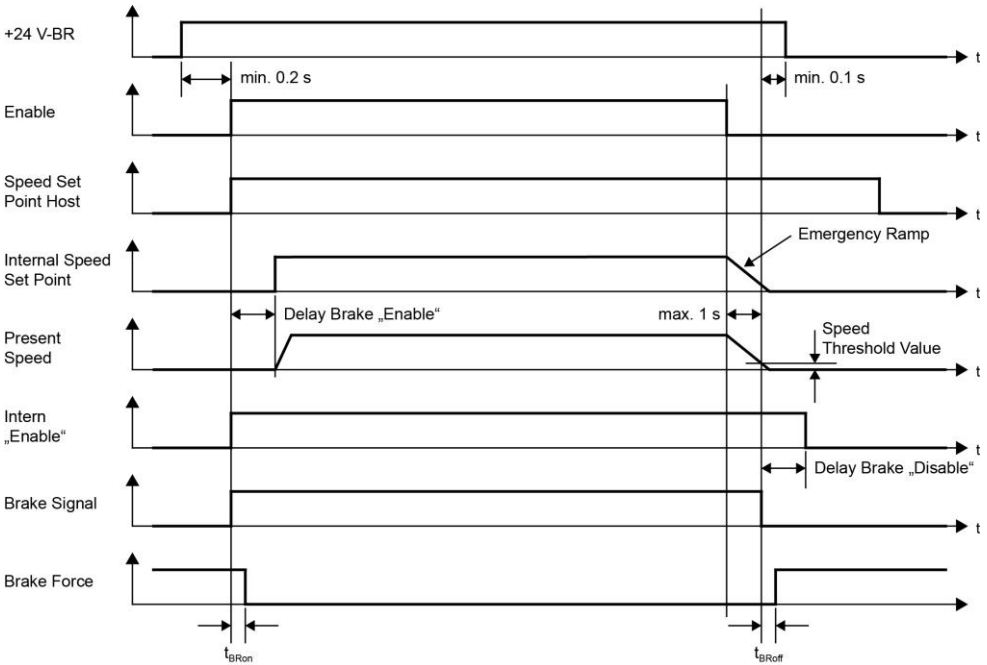 +24 V-BR
t
min. 0.2 s
min. 0.1 s
Enable
t
Speed Set
Point Host
t
Emergency Ramp
Internal Speed
Set Point
t
Delay Brake „Enable“
max. 1 s
Speed
Threshold Value
Present
Speed
t
Intern
„Enable“
t
Delay Brake „Disable“
Brake Signal
t
Brake Force
tBRon
tBRoff